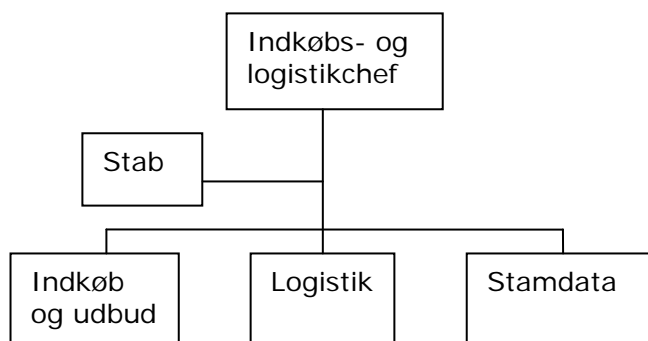 Indkøbs- og
logistikchef
Stab
Indkøb
og udbud
Logistik
Stamdata